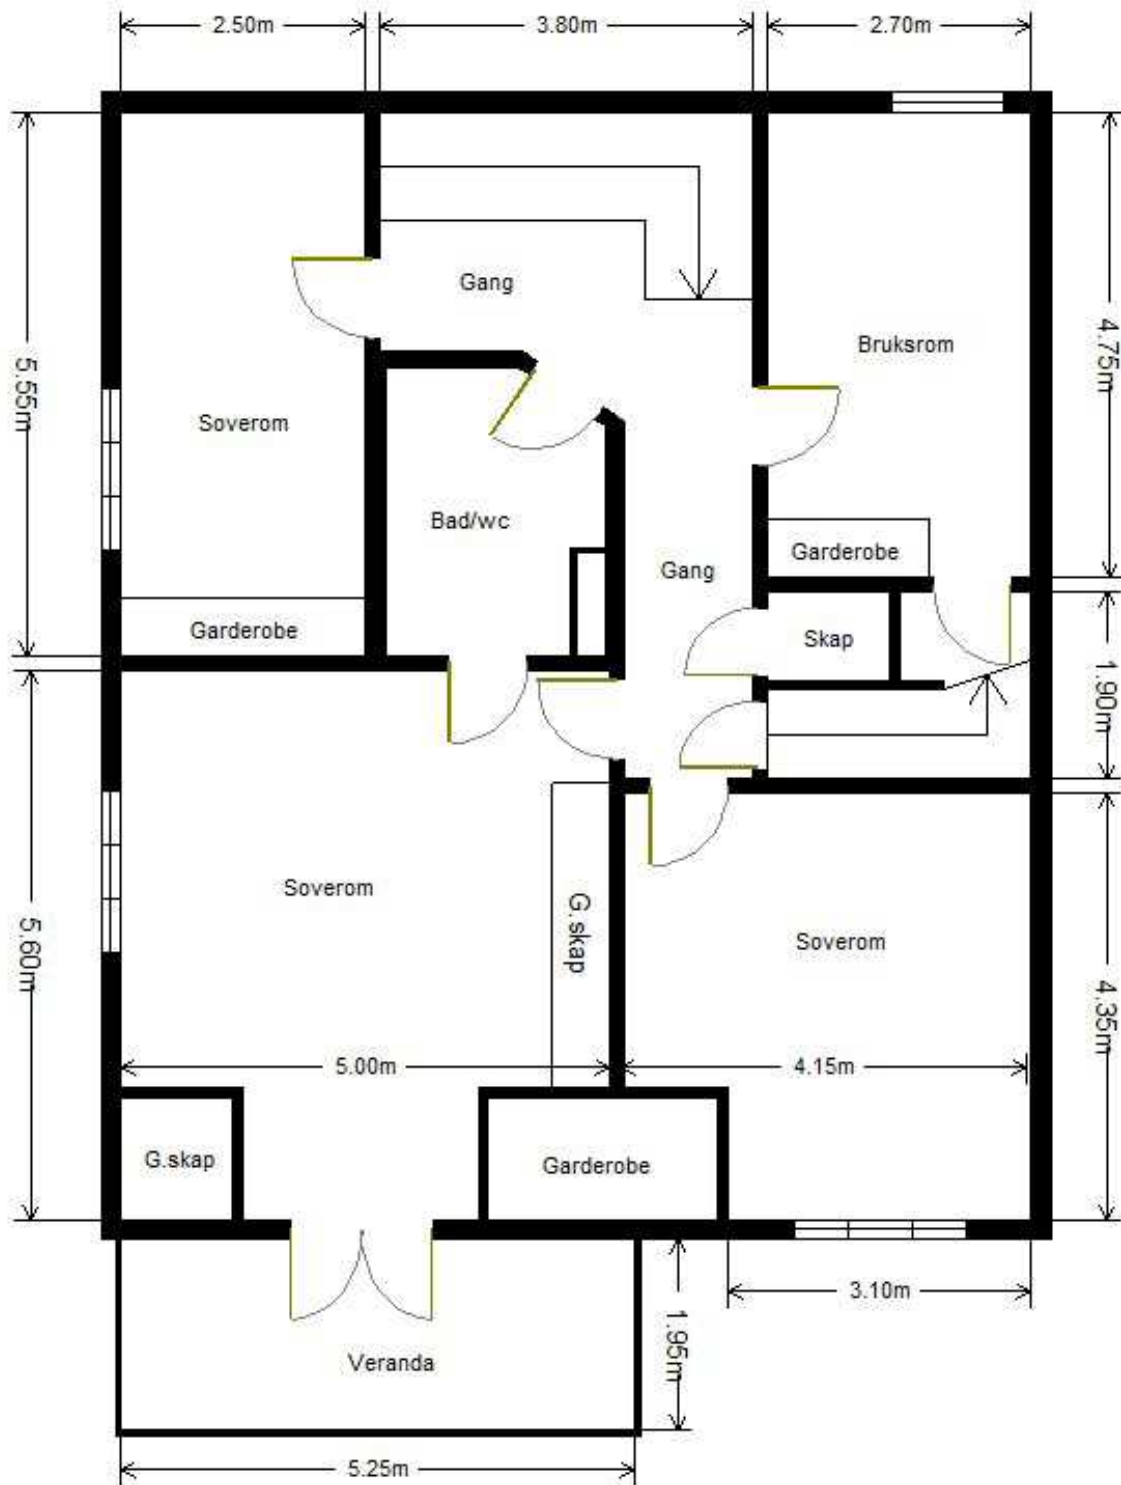 2.50m
3.80m
2.70m
Gang
Bruksrom
4.75m
5.55m
Soverom
Bad/wc
Gang
Garderobe
Garderobe
Skap
1.90m
Soverom
G.skap
Soverom
5.60m
4.35m
5.00m
4.15m
G.skap
Garderobe
3.10m
1.95m
Veranda
5.25m